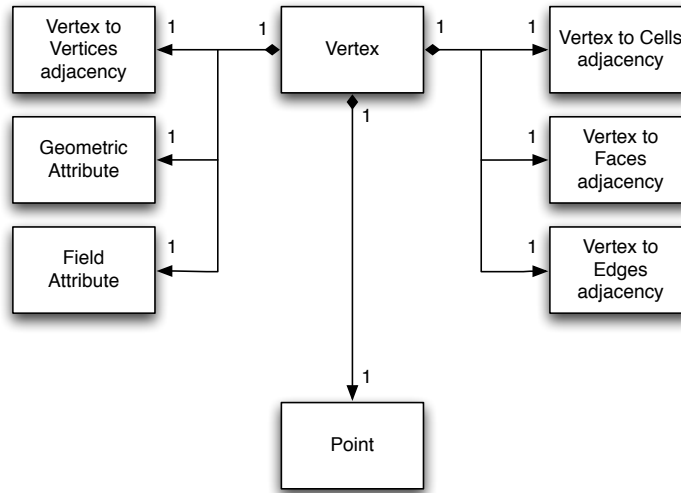 1
1
1
1
Vertex to
Vertices
adjacency
Vertex
Vertex to Cells
adjacency
1
1
1
Geometric
Attribute
Vertex to
Faces
adjacency
1
1
Field
Attribute
Vertex to
Edges
adjacency
1
Point